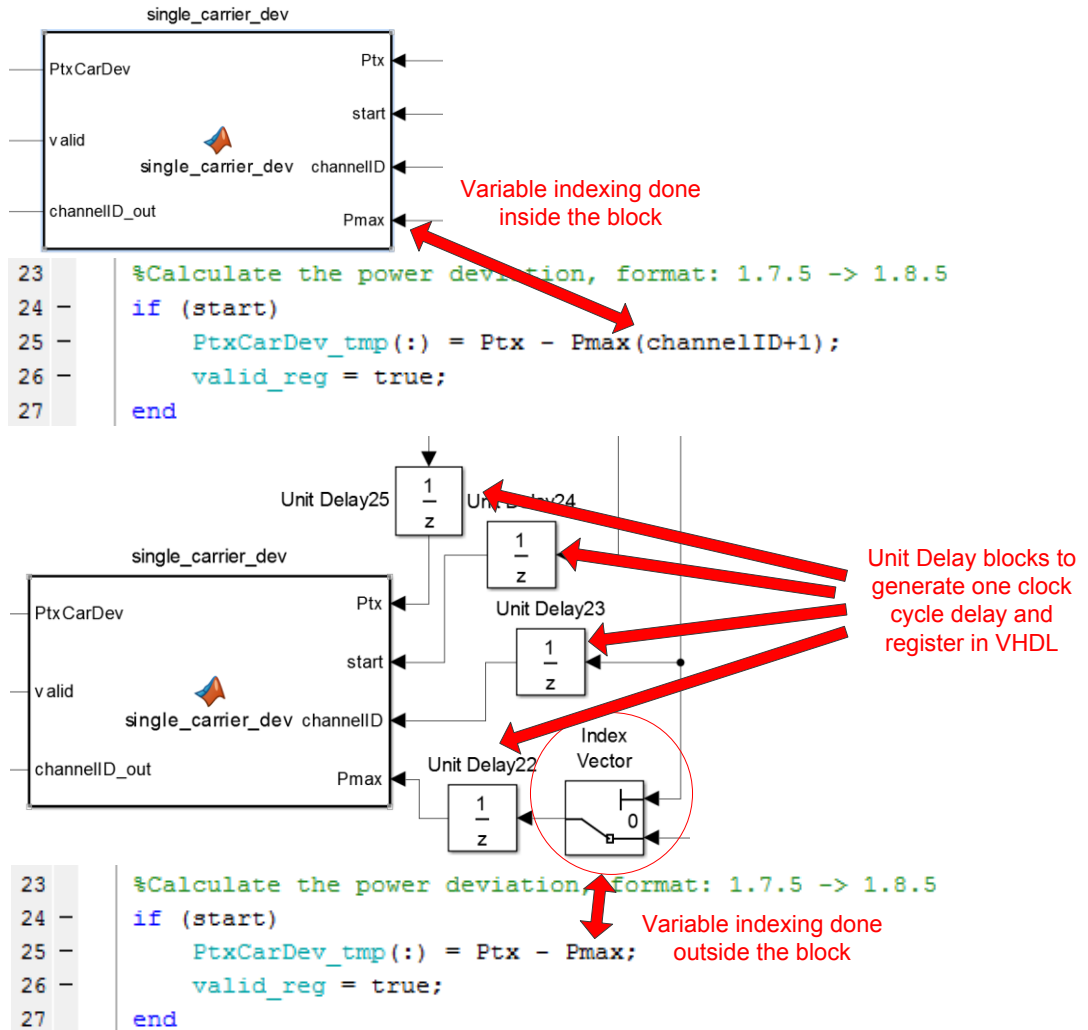 single_carrier_dev
PtxCarDev
Ptx
start
valid
single_carrier_dev
channelID
channelID_out
Pmax
Variable indexing done
inside the block
23 %Calculate the power deviation, format: 1.7.5 -> 1.8.5
24 - if (start)
25 - PtxCarDev_tmp(:) = Ptx - Pmax(channelID+1);
26 - valid_reg = true;
27 end
Unit Delay25
1
z
Unit Delay24
1
z
single_carrier_dev
Unit Delay blocks to
generate one clock
cycle delay and
register in VHDL
PtxCarDev
Ptx
Unit Delay23
1
z
start
valid
single_carrier_dev
channelID
Index
Vector
channelID_out
Pmax
Unit Delay22
1
z
0
23 %Calculate the power deviation, format: 1.7.5 -> 1.8.5
24 - if (start)
25 - PtxCarDev_tmp(:) = Ptx - Pmax;
26 - valid_reg = true;
27 end
Variable indexing done
outside the block